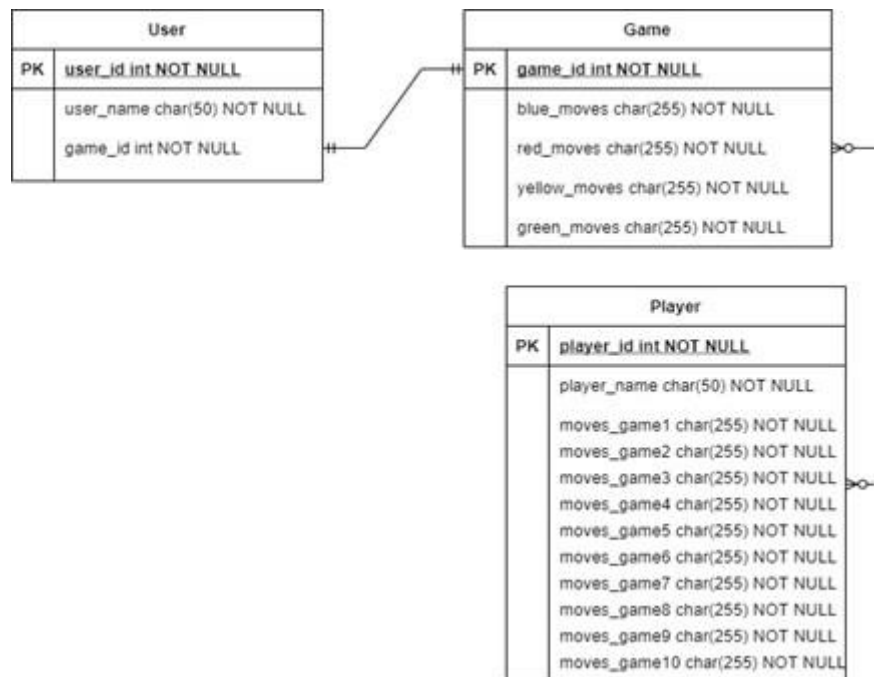 User
PK user_id int NOT NULL
user_name char(50) NOT NULL
game_id int NOT NULL
Game
PK game_id int NOT NULL
blue_moves char(255) NOT NULL
red_moves char(255) NOT NULL
yellow_moves char(255) NOT NULL
green_moves char(255) NOT NULL
Player
PK player_id int NOT NULL
player_name char(50) NOT NULL
moves_game1 char(255) NOT NULL
moves_game2 char(255) NOT NULL
moves_game3 char(255) NOT NULL
moves_game4 char(255) NOT NULL
moves_game5 char(255) NOT NULL
moves_game6 char(255) NOT NULL
moves_game7 char(255) NOT NULL
moves_game8 char(255) NOT NULL
moves_game9 char(255) NOT NULL
moves_game10 char(255) NOT NULL